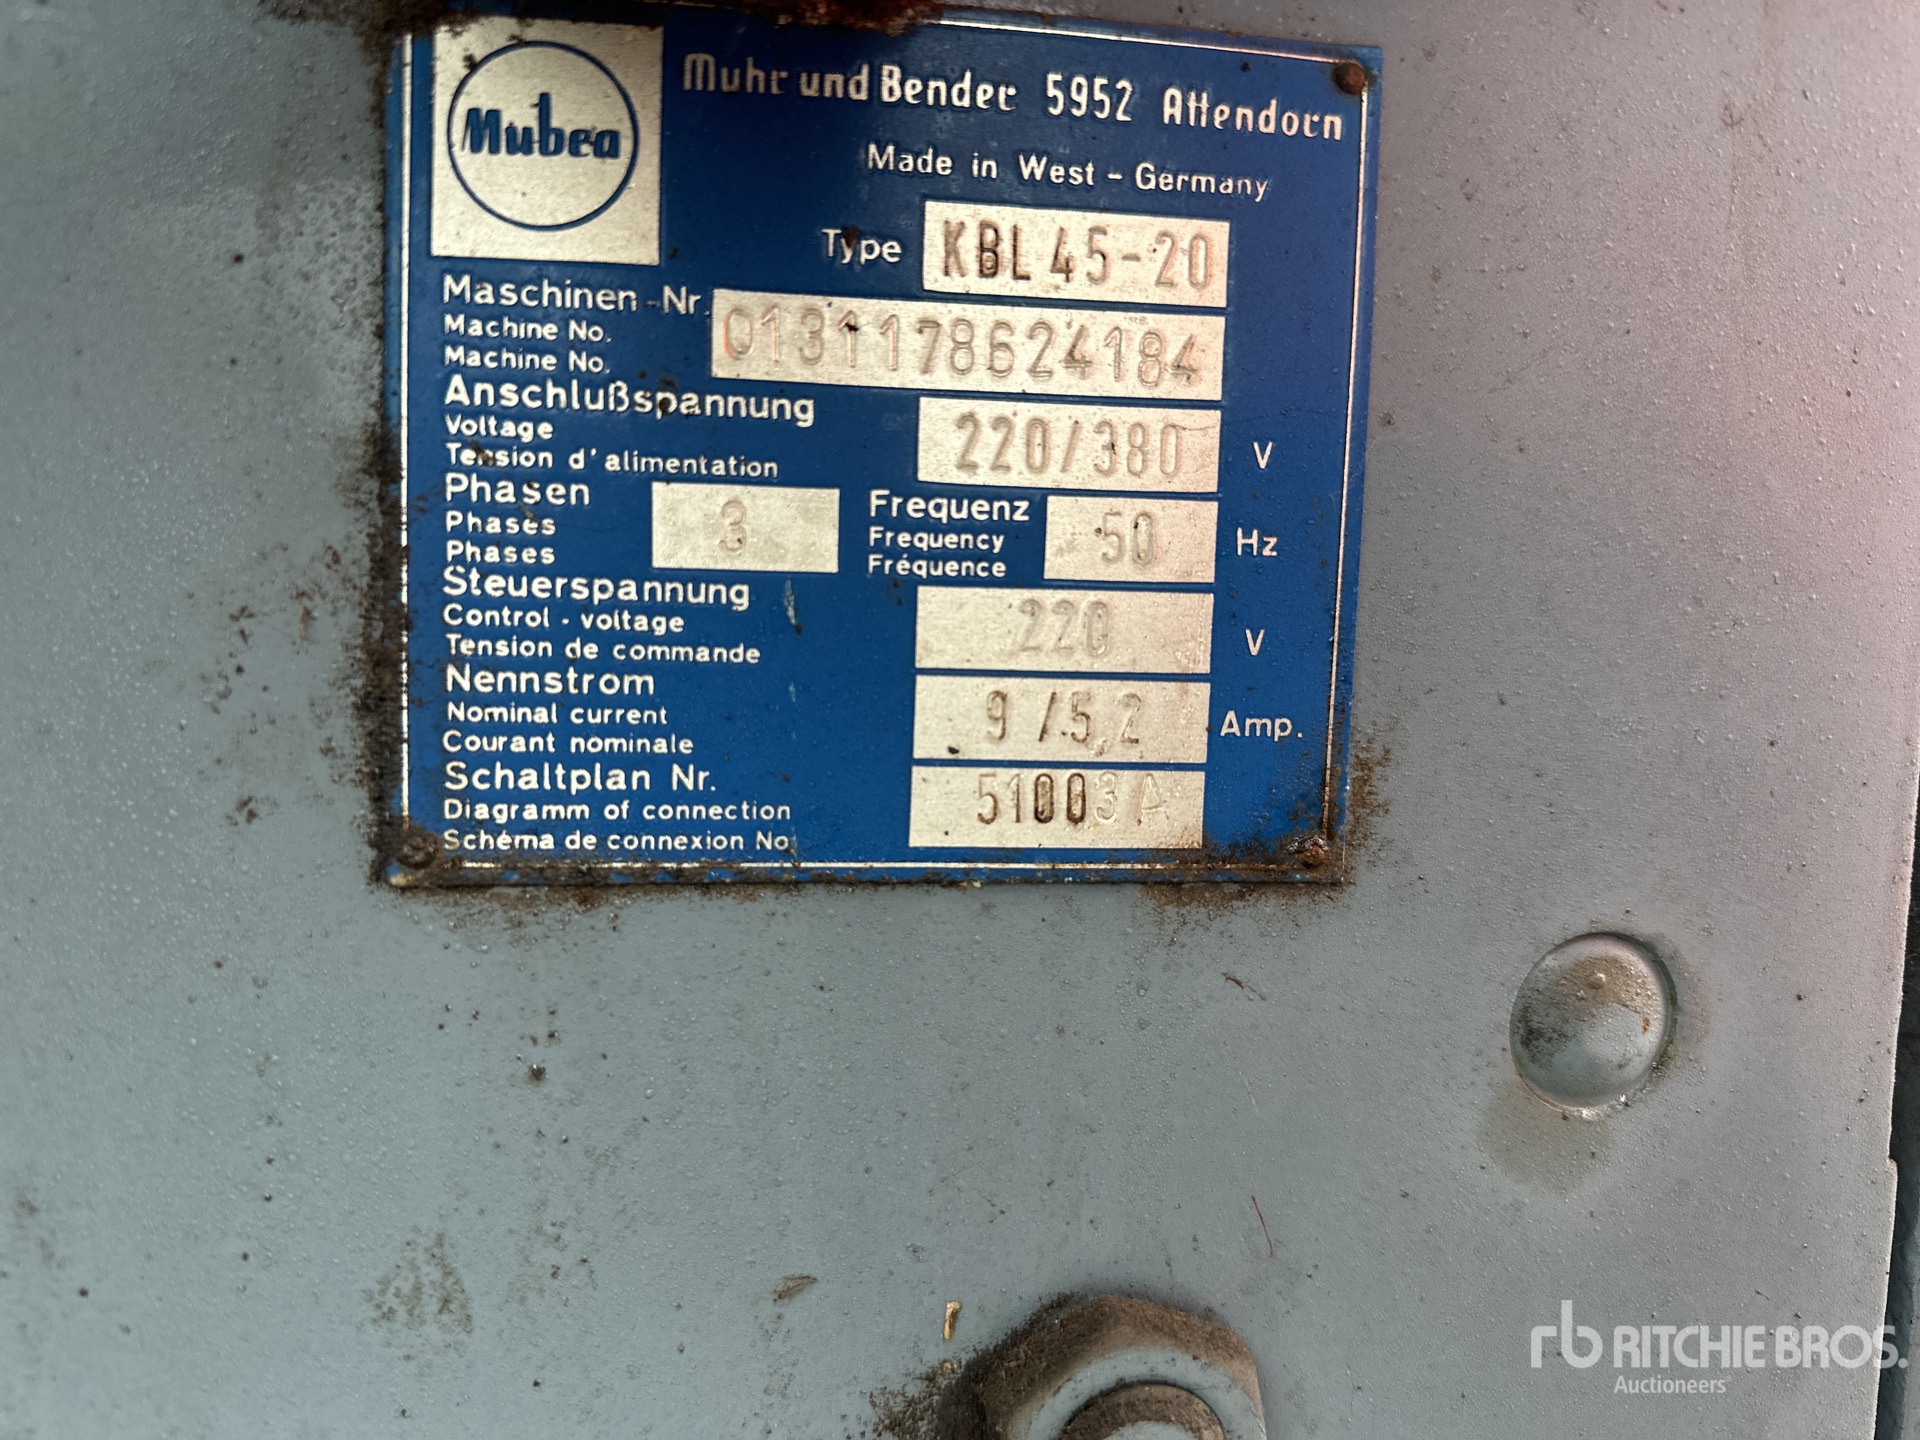 Mubea
Muhr und Bender 5952 Attendorn
Made in West - Germany
Type KBL 45-20
Maschinen-Nr. 0131178624184
Machine No.
Machine No.
Anschlußspannung 220/380 V
Voltage
Tension d'alimentation
Phasen 3 Frequenz 50 Hz
Phases Frequency
Phases Fréquence
Steuerspannung 220 V
Control - voltage
Tension de commande
Nennstrom 9/5,2 Amp.
Nominal current
Courant nominale
Schaltplan Nr. 51003 A
Diagramm of connection
Schéma de connexion No.
rb RITCHIE BROS.
Auctioneers